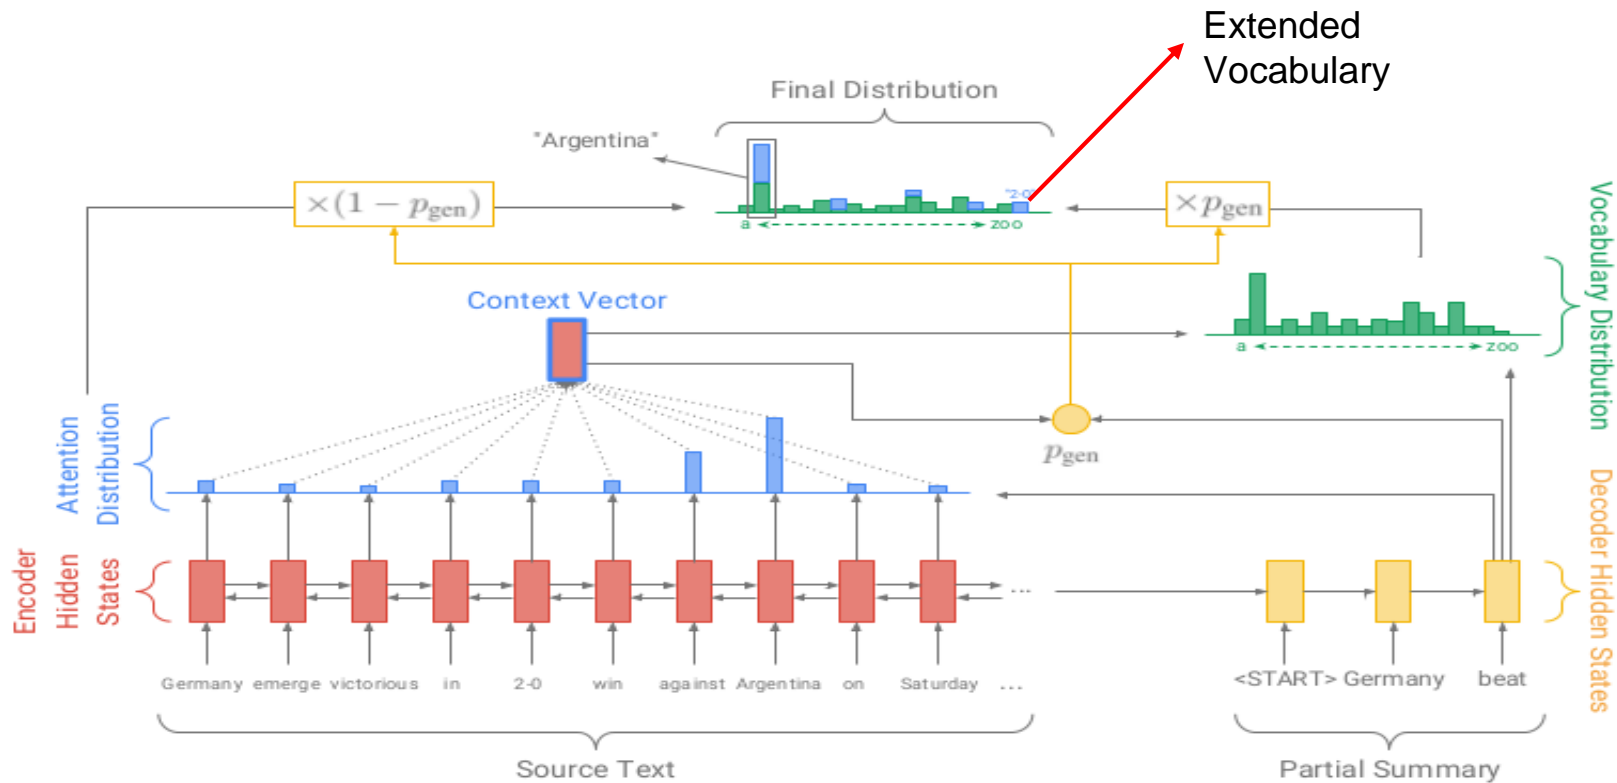 Extended
Vocabulary
Final Distribution
"Argentina"
"2-0"
×(1 − pgen)
×pgen
a
zoo
Context Vector
a
zoo
Vocabulary Distribution
Attention
Distribution
pgen
Encoder
Hidden
States
...
Decoder Hidden States
Germany emerge victorious in 2-0 win against Argentina on Saturday ...
<START> Germany beat
Source Text
Partial Summary